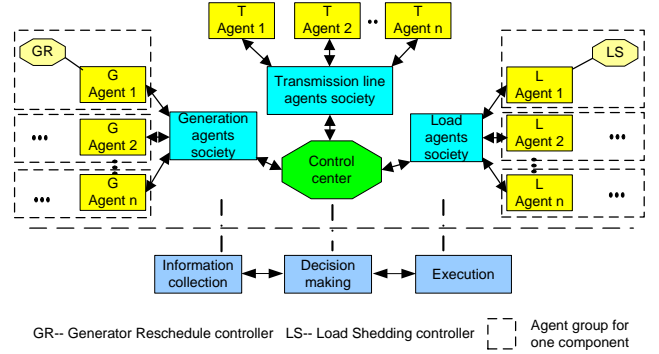 T
Agent 1
T
Agent 2
T
Agent n
GR
G
Agent 1
Transmission line
agents society
L
Agent 1
LS
G
Agent 2
Generation
agents
society
Load
agents
society
L
Agent 2
G
Agent n
Control
center
L
Agent n
Information
collection
Decision
making
Execution
GR-- Generator Reschedule controller LS-- Load Shedding controller
Agent group for
one component